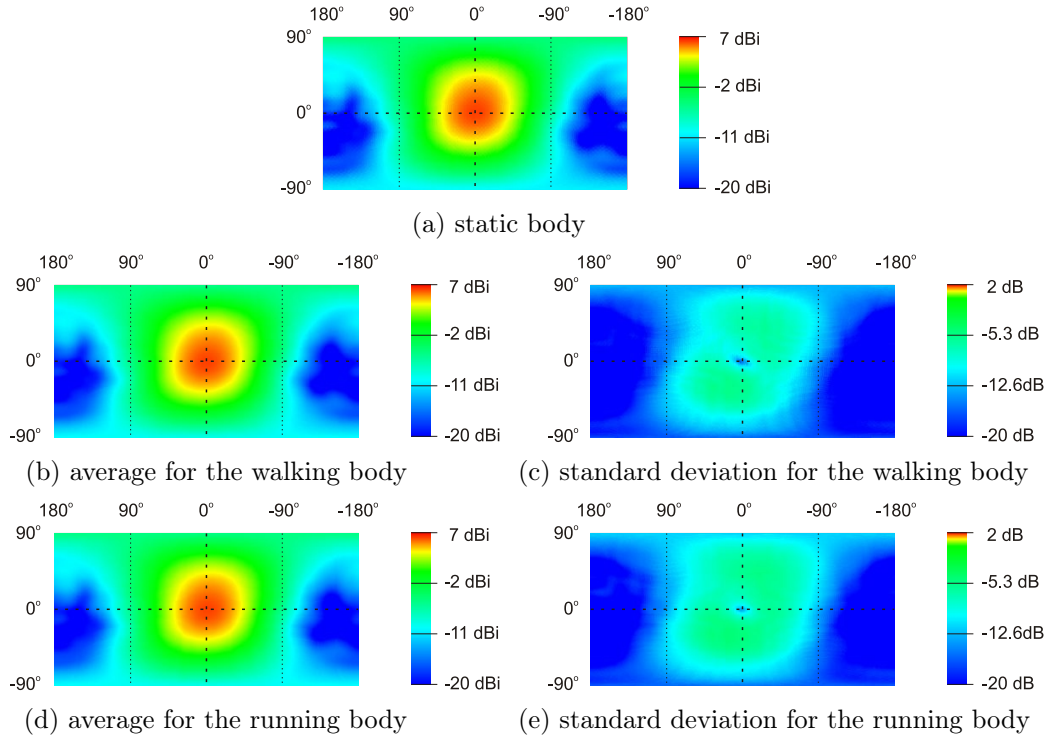 180° 90° 0° -90° -180°
90°
0°
-90°
7 dBi
-2 dBi
-11 dBi
-20 dBi
(a) static body
180° 90° 0° -90° -180°
90°
0°
-90°
7 dBi
-2 dBi
-11 dBi
-20 dBi
(b) average for the walking body
180° 90° 0° -90° -180°
90°
0°
-90°
2 dB
-5.3 dB
-12.6dB
-20 dB
(c) standard deviation for the walking body
180° 90° 0° -90° -180°
90°
0°
-90°
7 dBi
-2 dBi
-11 dBi
-20 dBi
(d) average for the running body
180° 90° 0° -90° -180°
90°
0°
-90°
2 dB
-5.3 dB
-12.6dB
-20 dB
(e) standard deviation for the running body